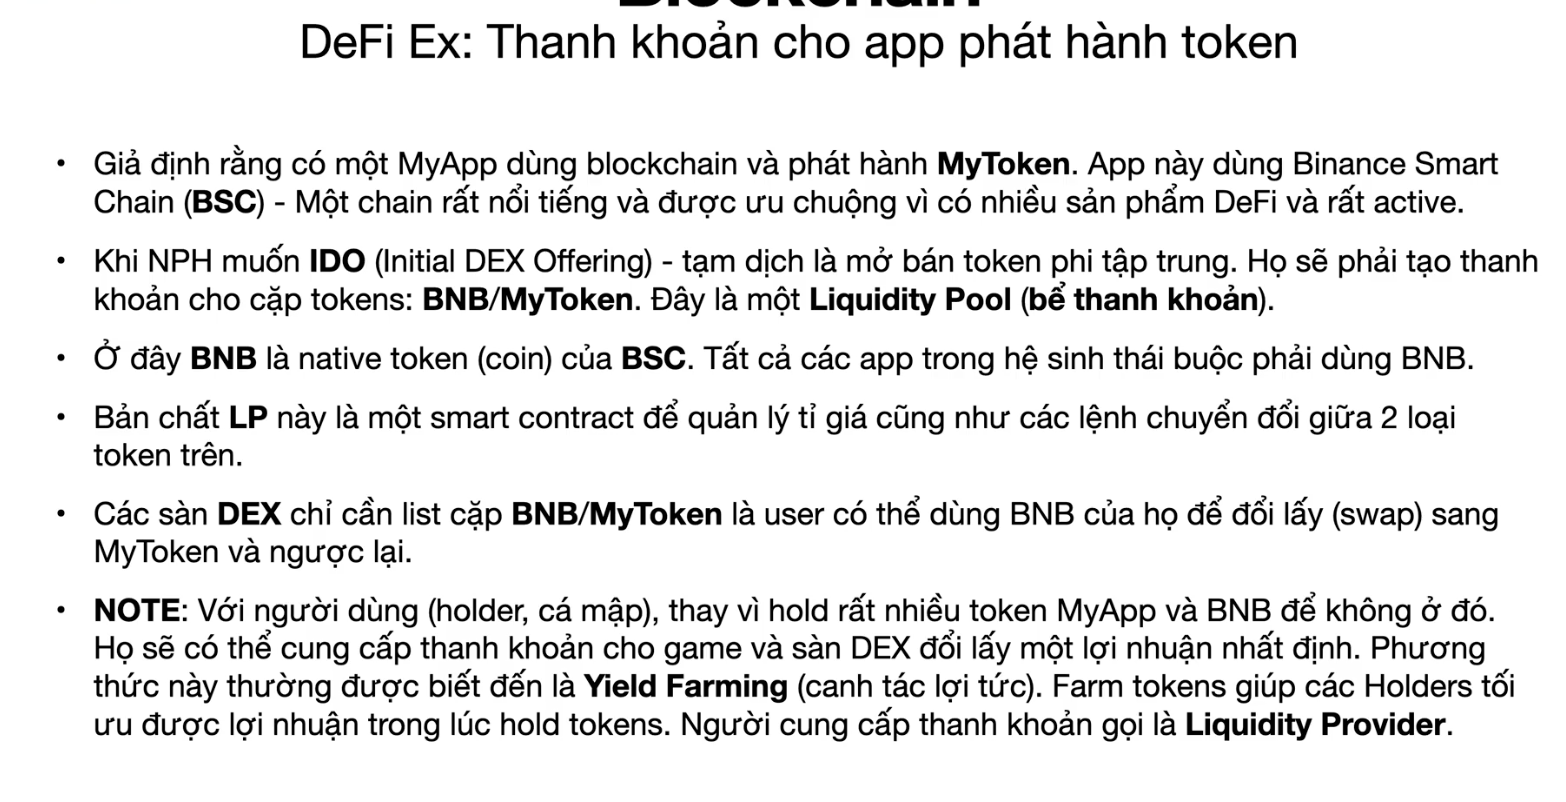 Blockchain
DeFi Ex: Thanh khoản cho app phát hành token
• Giả định rằng có một MyApp dùng blockchain và phát hành MyToken. App này dùng Binance Smart
Chain (BSC) - Một chain rất nổi tiếng và được ưu chuộng vì có nhiều sản phẩm DeFi và rất active.
• Khi NPH muốn IDO (Initial DEX Offering) - tạm dịch là mở bán token phi tập trung. Họ sẽ phải tạo thanh
khoản cho cặp tokens: BNB/MyToken. Đây là một Liquidity Pool (bể thanh khoản).
• Ở đây BNB là native token (coin) của BSC. Tất cả các app trong hệ sinh thái buộc phải dùng BNB.
• Bản chất LP này là một smart contract để quản lý tỉ giá cũng như các lệnh chuyển đổi giữa 2 loại
token trên.
• Các sàn DEX chỉ cần list cặp BNB/MyToken là user có thể dùng BNB của họ để đổi lấy (swap) sang
MyToken và ngược lại.
• NOTE: Với người dùng (holder, cá mập), thay vì hold rất nhiều token MyApp và BNB để không ở đó.
Họ sẽ có thể cung cấp thanh khoản cho game và sàn DEX đổi lấy một lợi nhuận nhất định. Phương
thức này thường được biết đến là Yield Farming (canh tác lợi tức). Farm tokens giúp các Holders tối
ưu được lợi nhuận trong lúc hold tokens. Người cung cấp thanh khoản gọi là Liquidity Provider.